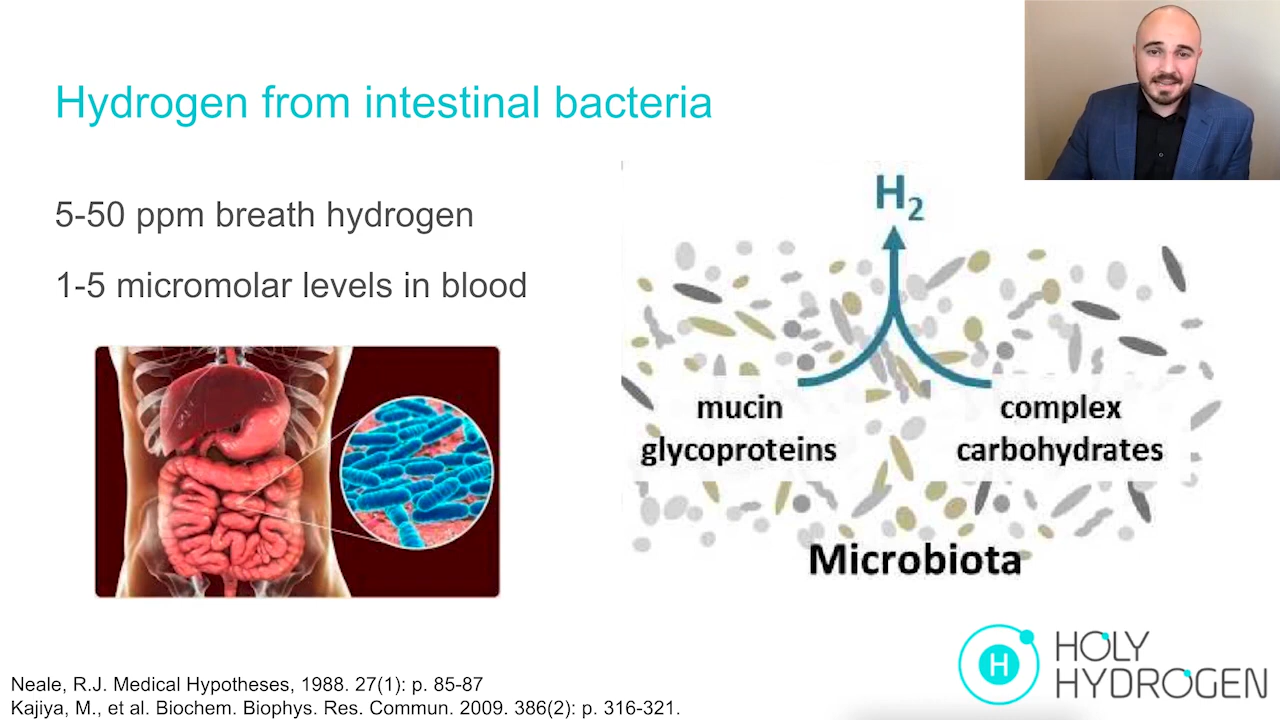 Hydrogen from intestinal bacteria
5-50 ppm breath hydrogen
1-5 micromolar levels in blood
H2
mucin
glycoproteins
complex
carbohydrates
Microbiota
H
HOLY
HYDROGEN
Neale, R.J. Medical Hypotheses, 1988. 27(1): p. 85-87
Kajiya, M., et al. Biochem. Biophys. Res. Commun. 2009. 386(2): p. 316-321.